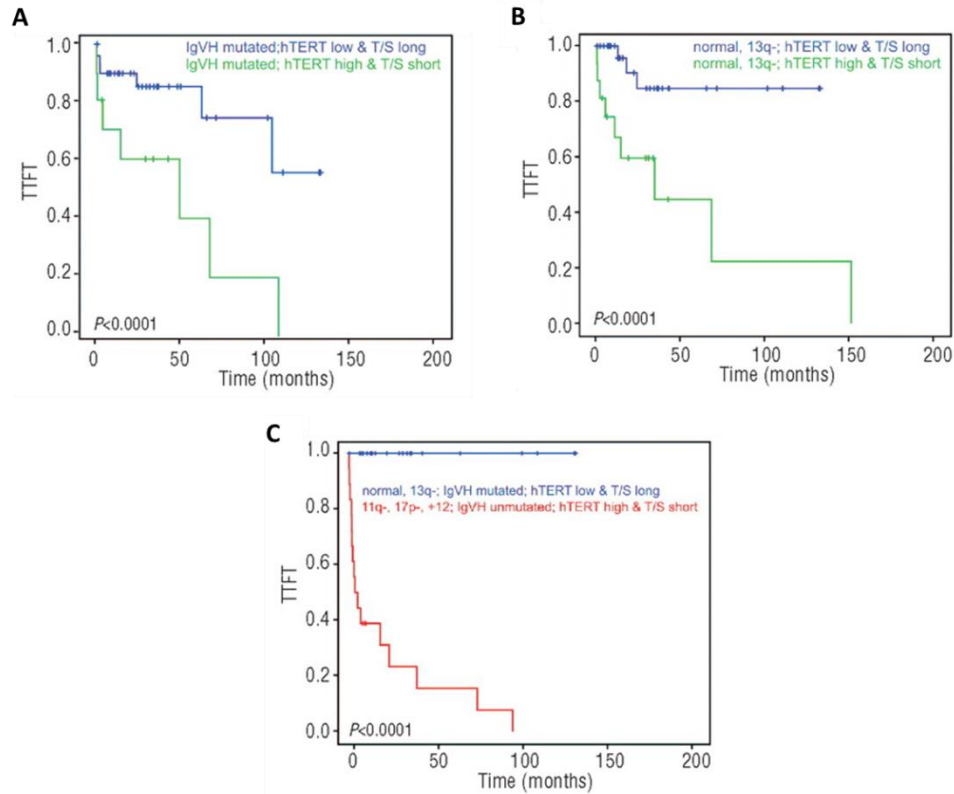 A
1.0
0.8
0.6
0.4
0.2
0.0
TTFT
IgVH mutated;hTERT low & T/S long
IgVH mutated; hTERT high & T/S short
P<0.0001
0 50 100 150 200
Time (months)
B
1.0
0.8
0.6
0.4
0.2
0.0
TTFT
normal, 13q-; hTERT low & T/S long
normal, 13q-; hTERT high & T/S short
P<0.0001
0 50 100 150 200
Time (months)
C
1.0
0.8
0.6
0.4
0.2
0.0
TTFT
normal, 13q-; IgVH mutated; hTERT low & T/S long
11q-, 17p-, +12; IgVH unmutated; hTERT high & T/S short
P<0.0001
0 50 100 150 200
Time (months)